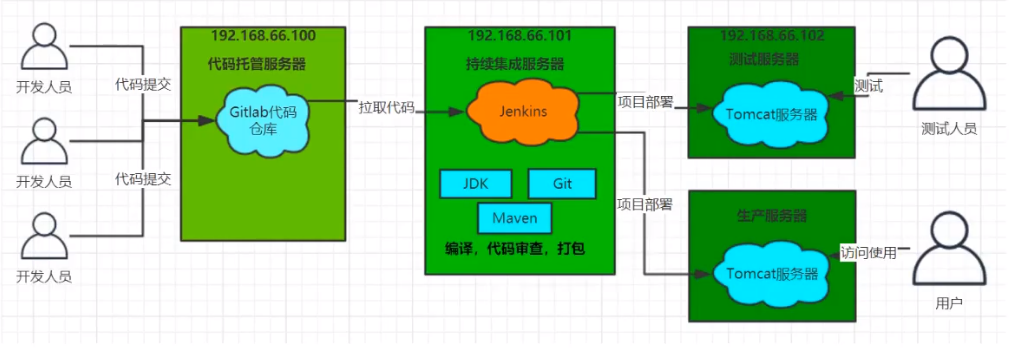 开发人员
开发人员
开发人员
代码提交
代码提交
192.168.66.100
代码托管服务器
Gitlab代码
仓库
拉取代码
192.168.66.101
持续集成服务器
Jenkins
JDK
Git
Maven
编译，代码审查，打包
项目部署
项目部署
192.168.66.102
测试服务器
Tomcat服务器
测试
测试人员
生产服务器
Tomcat服务器
访问使用
用户